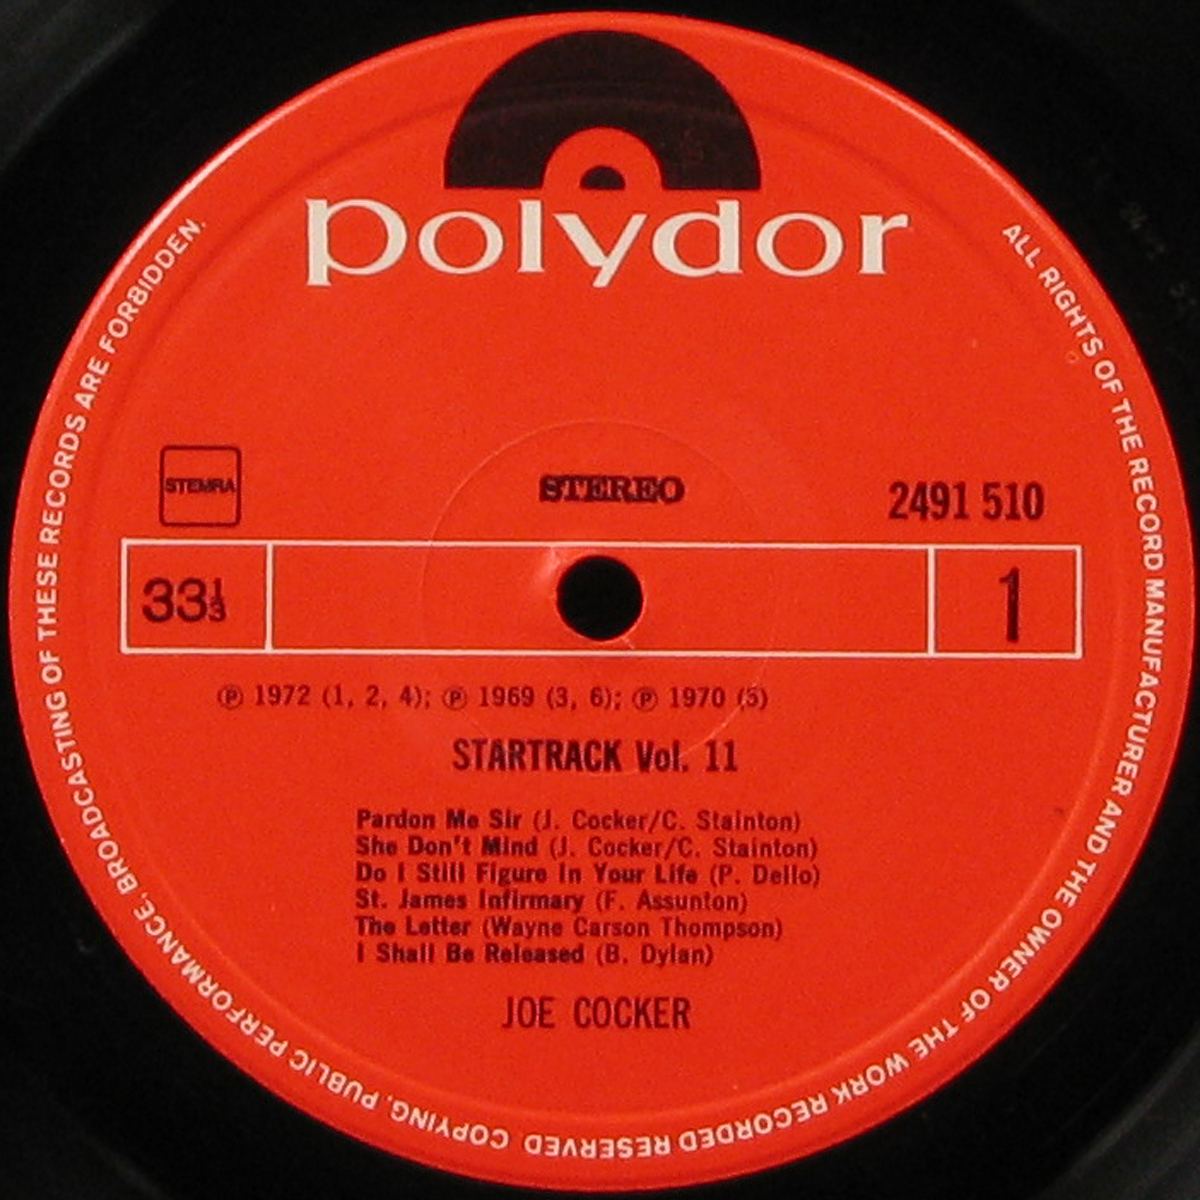 polydor
STEMRA
STEREO
2491 510
33⅓
1
℗ 1972 (1, 2, 4); ℗ 1969 (3, 6); ℗ 1970 (5)
STARTRACK Vol. 11
Pardon Me Sir (J. Cocker/C. Stainton)
She Don't Mind (J. Cocker/C. Stainton)
Do I Still Figure In Your Life (P. Dello)
St. James Infirmary (F. Assunton)
The Letter (Wayne Carson Thompson)
I Shall Be Released (B. Dylan)
JOE COCKER
ALL RIGHTS OF THE RECORD MANUFACTURER AND THE OWNER OF THE WORK RECORDED RESERVED COPYING, PUBLIC PERFORMANCE, BROADCASTING OF THESE RECORDS ARE FORBIDDEN.